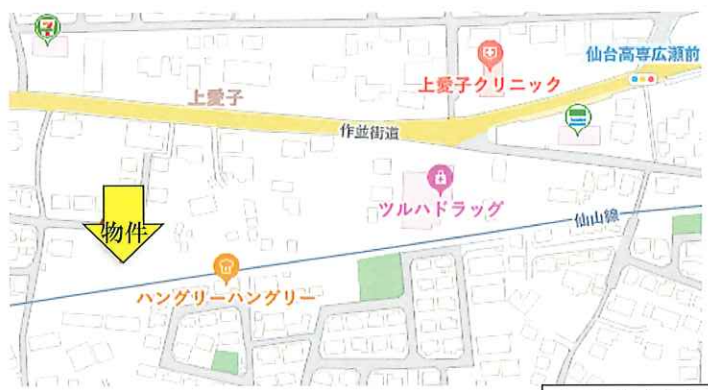 仙台高専広瀬前
上愛子クリニック
上愛子
作並街道
ツルハドラッグ
仙山線
物件
ハングリーハングリー